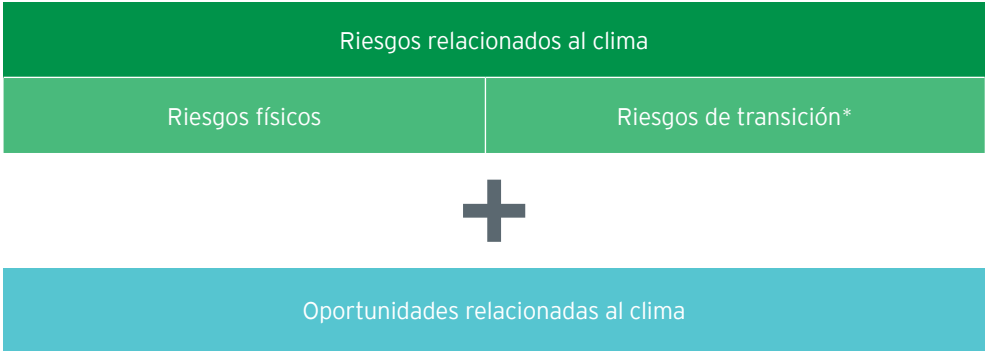 Riesgos relacionados al clima
Riesgos físicos
Riesgos de transición*
+
Oportunidades relacionadas al clima